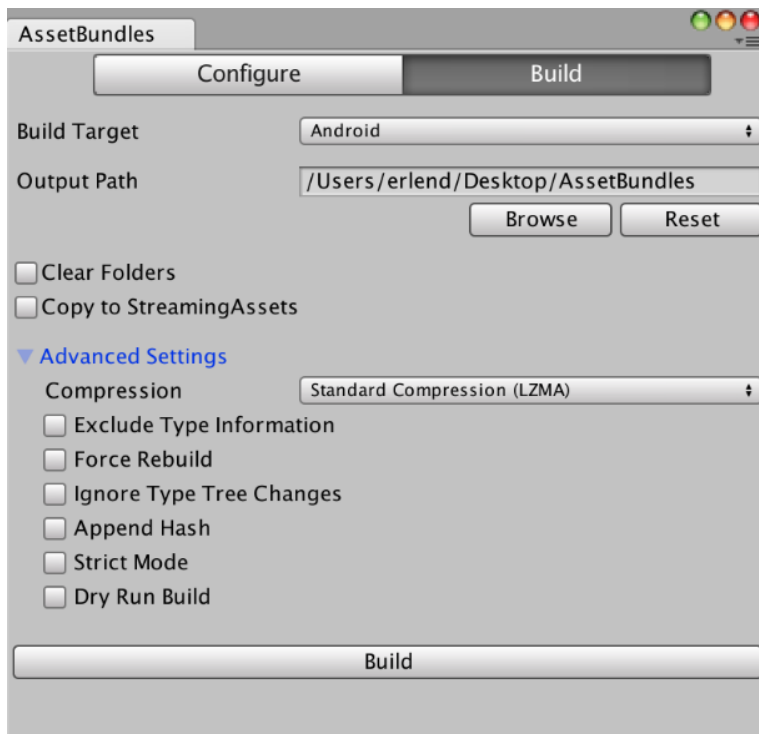 AssetBundles
Configure Build
Build Target Android
Output Path /Users/erlend/Desktop/AssetBundles
Browse Reset
Clear Folders
Copy to StreamingAssets
Advanced Settings
Compression Standard Compression (LZMA)
Exclude Type Information
Force Rebuild
Ignore Type Tree Changes
Append Hash
Strict Mode
Dry Run Build
Build